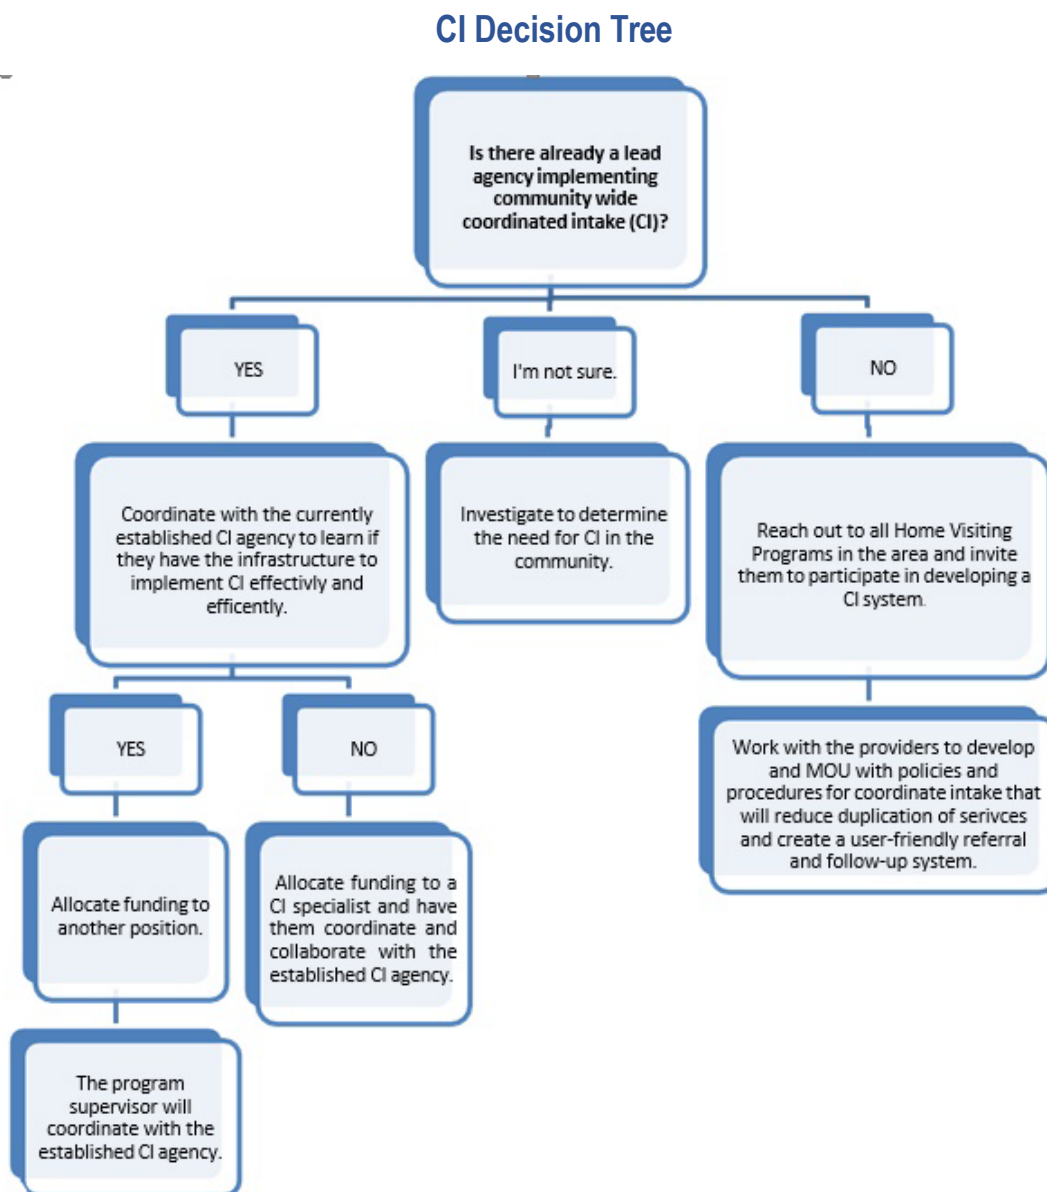 CI Decision Tree
Is there already a lead
agency implementing
community wide
coordinated intake (CI)?
YES
I'm not sure.
NO
Coordinate with the currently
established CI agency to learn if
they have the infrastructure to
implement CI effectivly and
efficently.
Investigate to determine
the need for CI in the
community.
Reach out to all Home Visiting
Programs in the area and invite
them to participate in developing a
CI system.
YES
NO
Work with the providers to develop
and MOU with policies and
procedures for coordinate intake that
will reduce duplication of serivces
and create a user-friendly referral
and follow-up system.
Allocate funding to
another position.
Allocate funding to a
CI specialist and have
them coordinate and
collaborate with the
established CI agency.
The program
supervisor will
coordinate with the
established CI agency.